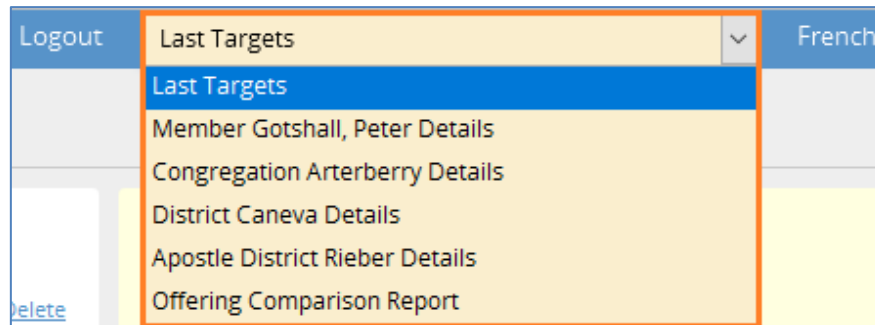 Logout Last Targets French
Last Targets
Member Gotshall, Peter Details
Congregation Arterberry Details
District Caneva Details
Apostle District Rieber Details
Offering Comparison Report
Delete